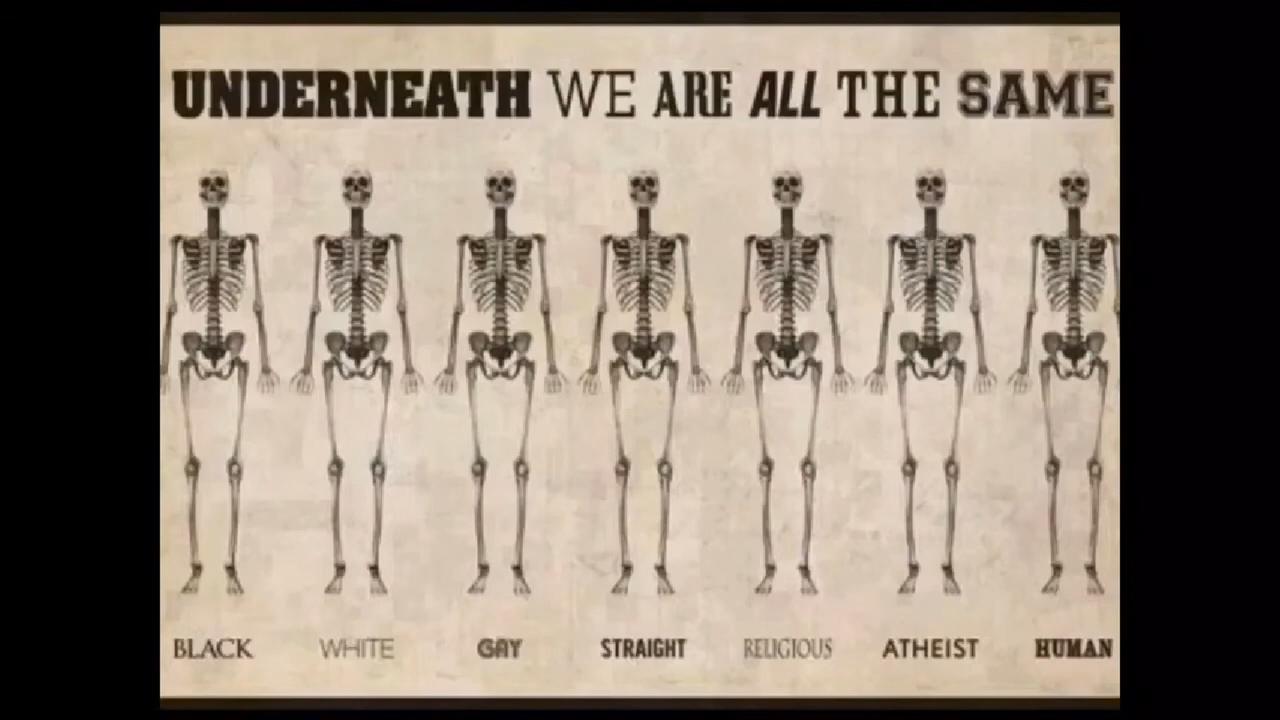 UNDERNEATH WE ARE ALL THE SAME
BLACK WHITE GAY STRAIGHT RELIGIOUS ATHEIST HUMAN